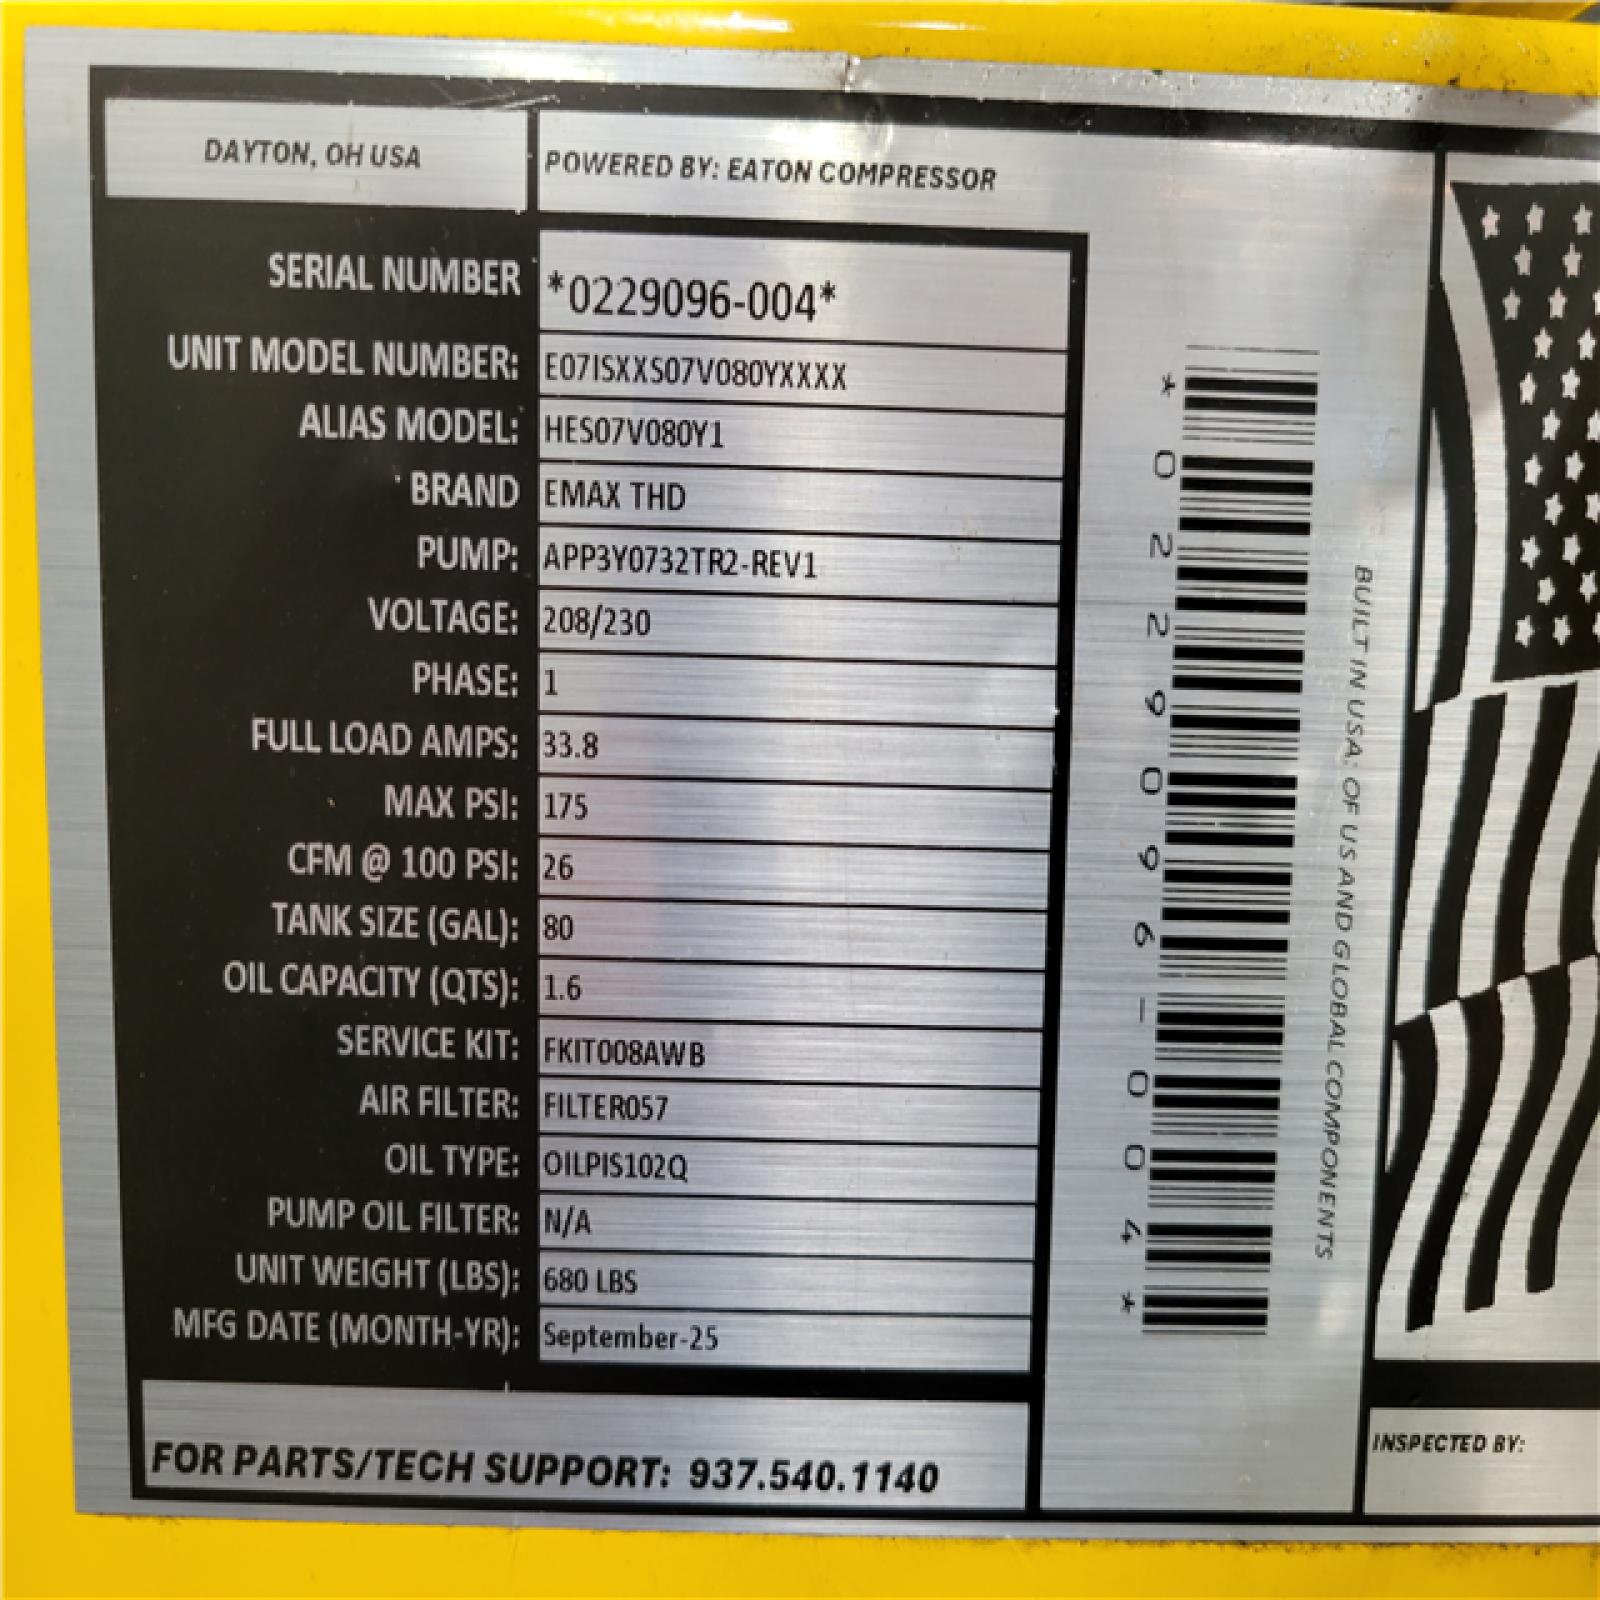 DAYTON, OH USA
POWERED BY: EATON COMPRESSOR
SERIAL NUMBER *0229096-004*
UNIT MODEL NUMBER: E07ISXXS07V080YXXXX
ALIAS MODEL: HES07V080Y1
BRAND EMAX THD
PUMP: APP3Y0732TR2-REV1
VOLTAGE: 208/230
PHASE: 1
FULL LOAD AMPS: 33.8
MAX PSI: 175
CFM @ 100 PSI: 26
TANK SIZE (GAL): 80
OIL CAPACITY (QTS): 1.6
SERVICE KIT: FKIT008AWB
AIR FILTER: FILTER057
OIL TYPE: OILPIS102Q
PUMP OIL FILTER: N/A
UNIT WEIGHT (LBS): 680 LBS
MFG DATE (MONTH-YR): September-25
FOR PARTS/TECH SUPPORT: 937.540.1140
*0229096-004*
BUILT IN USA: OF US AND GLOBAL COMPONENTS
INSPECTED BY: